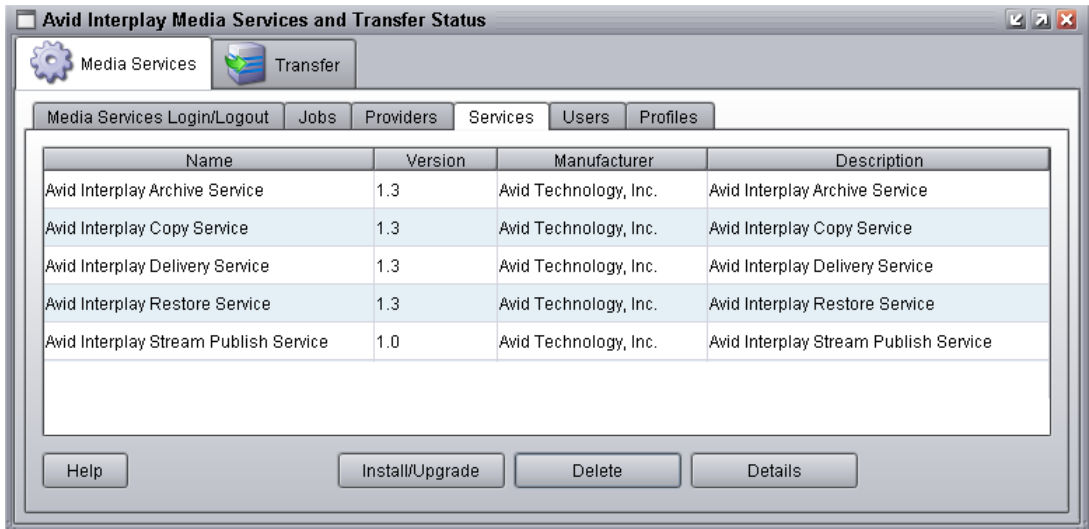 Avid Interplay Media Services and Transfer Status
Media Services Transfer
Media Services Login/Logout Jobs Providers Services Users Profiles
Name Version Manufacturer Description
Avid Interplay Archive Service 1.3 Avid Technology, Inc. Avid Interplay Archive Service
Avid Interplay Copy Service 1.3 Avid Technology, Inc. Avid Interplay Copy Service
Avid Interplay Delivery Service 1.3 Avid Technology, Inc. Avid Interplay Delivery Service
Avid Interplay Restore Service 1.3 Avid Technology, Inc. Avid Interplay Restore Service
Avid Interplay Stream Publish Service 1.0 Avid Technology, Inc. Avid Interplay Stream Publish Service
Help Install/Upgrade Delete Details